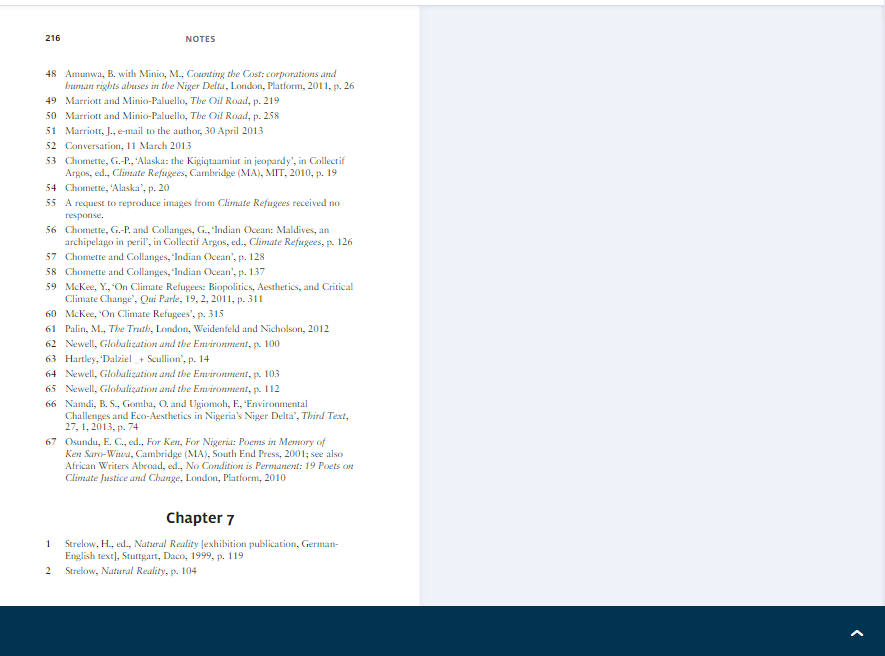 216
NOTES
48 Amunwa, B. with Minio, M., Counting the Cost: corporations and
human rights abuses in the Niger Delta, London, Platform, 2011, p. 26
49 Marriott and Minio-Paluello, The Oil Road, p. 219
50 Marriott and Minio-Paluello, The Oil Road, p. 258
51 Marriott, J., e-mail to the author, 30 April 2013
52 Conversation, 11 March 2013
53 Chomette, G.-P., ‘Alaska: the Kigiqtaamiut in jeopardy’, in Collectif
Argos, ed., Climate Refugees, Cambridge (MA), MIT, 2010, p. 19
54 Chomette, ‘Alaska’, p. 20
55 A request to reproduce images from Climate Refugees received no
response.
56 Chomette, G.-P. and Collanges, G., ‘Indian Ocean: Maldives, an
archipelago in peril’, in Collectif Argos, ed., Climate Refugees, p. 126
57 Chomette and Collanges, ‘Indian Ocean’, p. 128
58 Chomette and Collanges, ‘Indian Ocean’, p. 137
59 McKee, Y., ‘On Climate Refugees: Biopolitics, Aesthetics, and Critical
Climate Change’, Qui Parle, 19, 2, 2011, p. 311
60 McKee, ‘On Climate Refugees’, p. 315
61 Palin, M., The Truth, London, Weidenfeld and Nicholson, 2012
62 Newell, Globalization and the Environment, p. 100
63 Hartley, ‘Dalziel _+ Scullion’, p. 14
64 Newell, Globalization and the Environment, p. 103
65 Newell, Globalization and the Environment, p. 112
66 Namdi, B. S., Gomba, O. and Ugiomoh, F., ‘Environmental
Challenges and Eco-Aesthetics in Nigeria’s Niger Delta’, Third Text,
27, 1, 2013, p. 74
67 Osundu, E. C., ed., For Ken, For Nigeria: Poems in Memory of
Ken Saro-Wiwa, Cambridge (MA), South End Press, 2001; see also
African Writers Abroad, ed., No Condition is Permanent: 19 Poets on
Climate Justice and Change, London, Platform, 2010
Chapter 7
1 Strelow, H., ed., Natural Reality [exhibition publication, German-
English text], Stuttgart, Daco, 1999, p. 119
2 Strelow, Natural Reality, p. 104